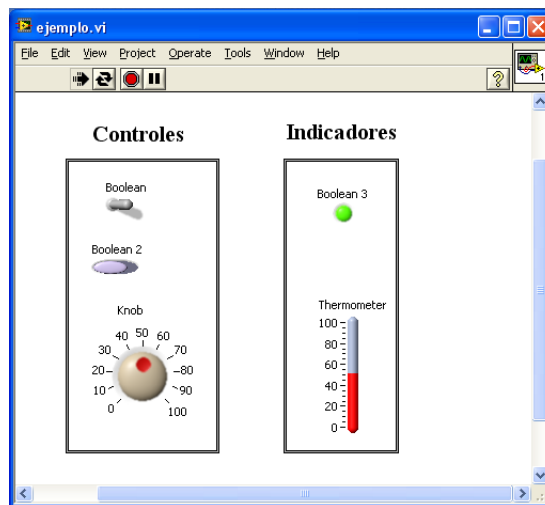 ejemplo.vi
File Edit View Project Operate Tools Window Help
?
1
Controles
Indicadores
Boolean
Boolean 2
Knob
0
10
20
30
40
50
60
70
80
90
100
Boolean 3
Thermometer
100
80
60
40
20
0